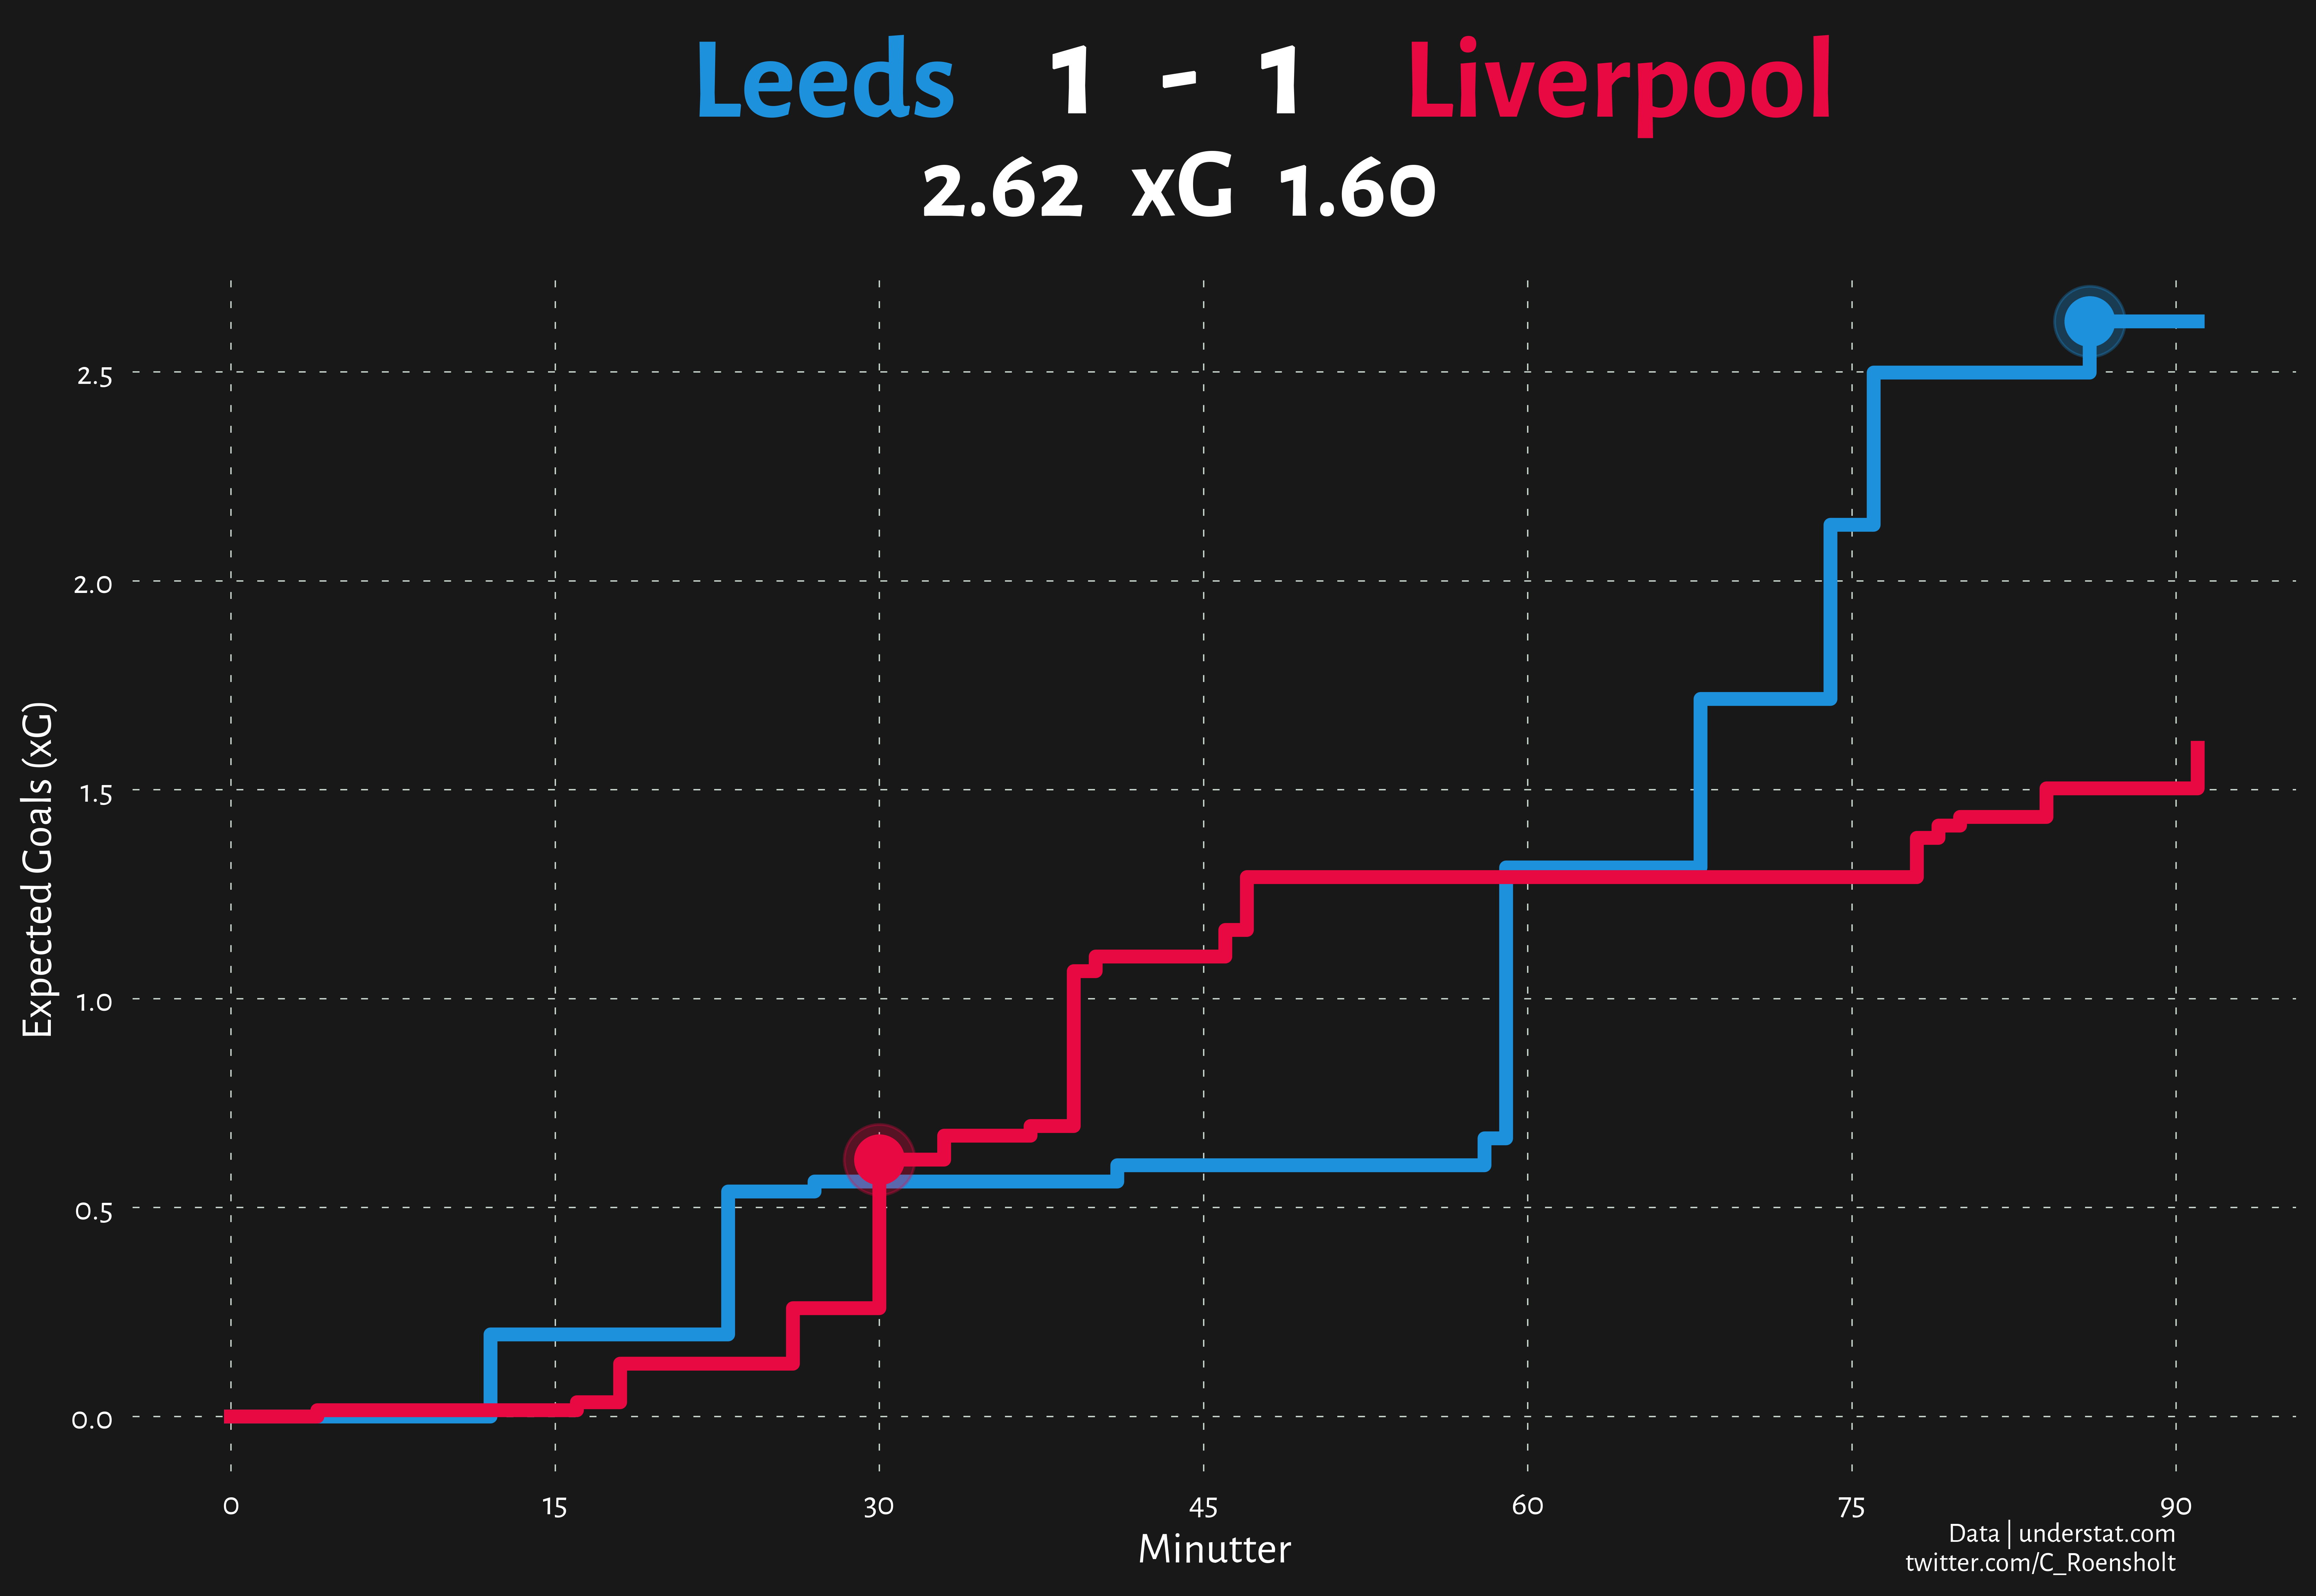 Leeds 1 - 1 Liverpool
2.62 xG 1.60
Expected Goals (xG)
2.5
2.0
1.5
1.0
0.5
0.0
0 15 30 45 60 75 90
Minutter
Data | understat.com
twitter.com/C_Roensholt